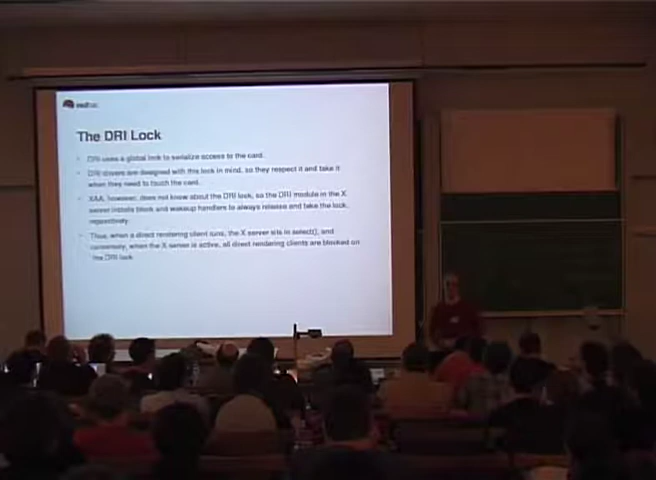 redhat
The DRI Lock
DRI uses a global lock to serialize access to the card.
DRI drivers are designed with this lock in mind, so they respect it and take it
when they need to touch the card.
XAA, however, does not know about the DRI lock, so the DRI module in the X
server installs block and wakeup handlers to always release and take the lock,
respectively.
Thus, when a direct rendering client runs, the X server sits in select(), and
conversely, when the X server is active, all direct rendering clients are blocked on
the DRI lock.